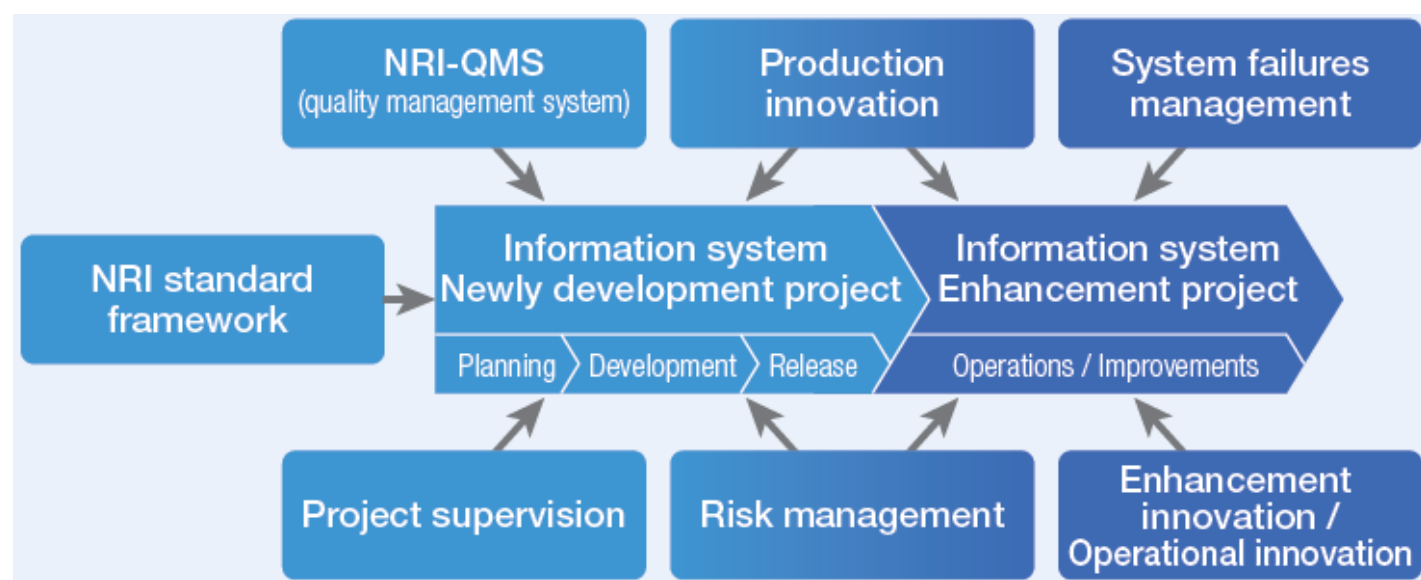 NRI-QMS
(quality management system)
Production
innovation
System failures
management
NRI standard
framework
Information system
Newly development project
Information system
Enhancement project
Planning
Development
Release
Operations / Improvements
Project supervision
Risk management
Enhancement
innovation /
Operational innovation